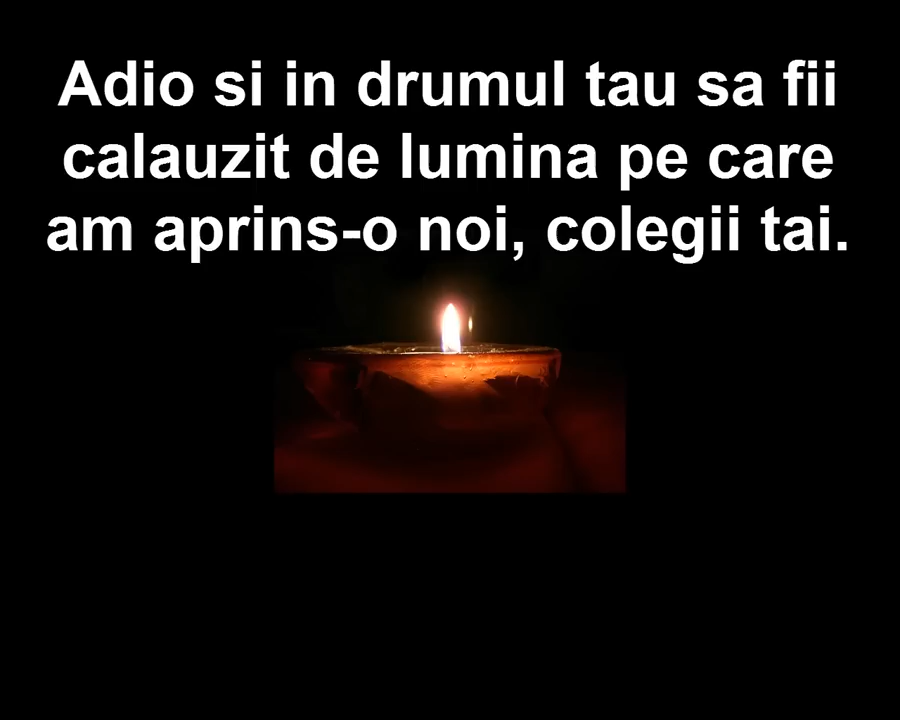 Adio si in drumul tau sa fii
calauzit de lumina pe care
am aprins-o noi, colegii tai.